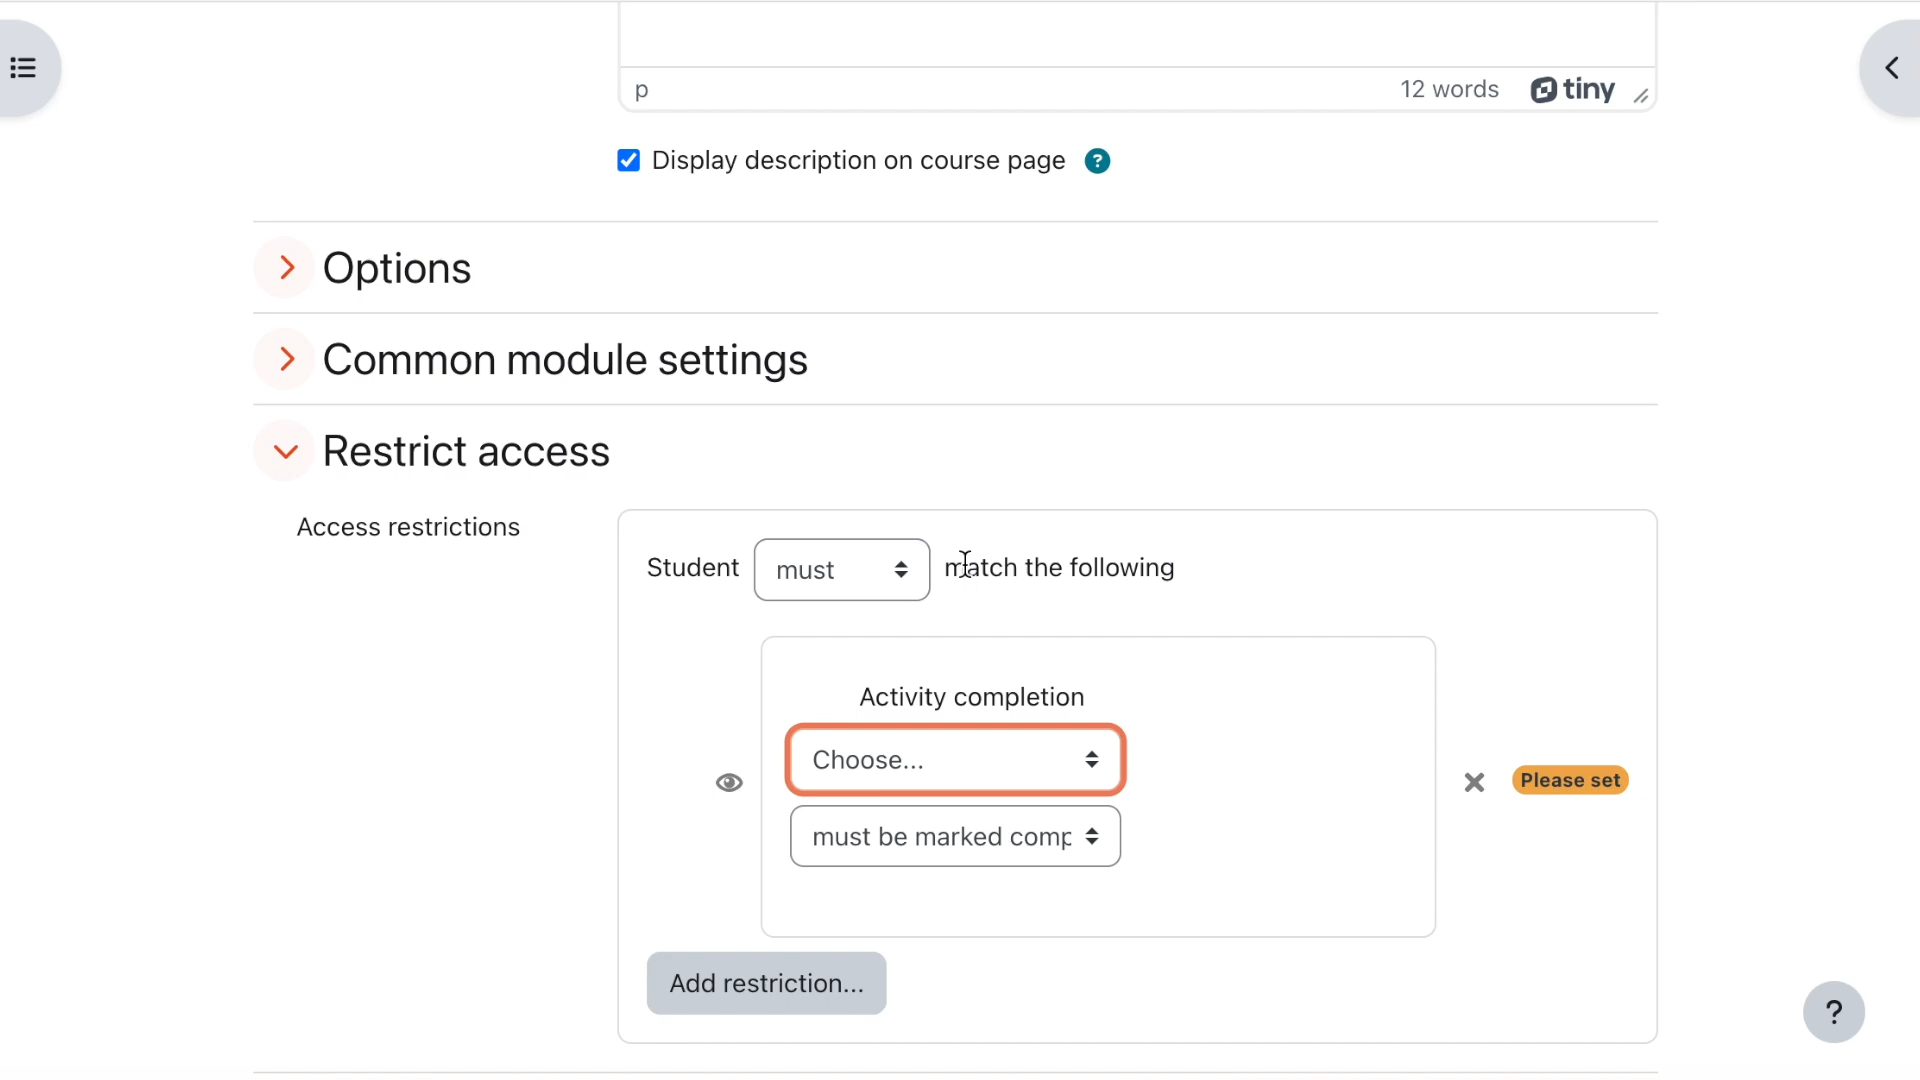 p
12 words
tiny
Display description on course page ?
Options
Common module settings
Restrict access
Access restrictions
Student must match the following
Activity completion
Choose...
Please set
must be marked comp
Add restriction...
?